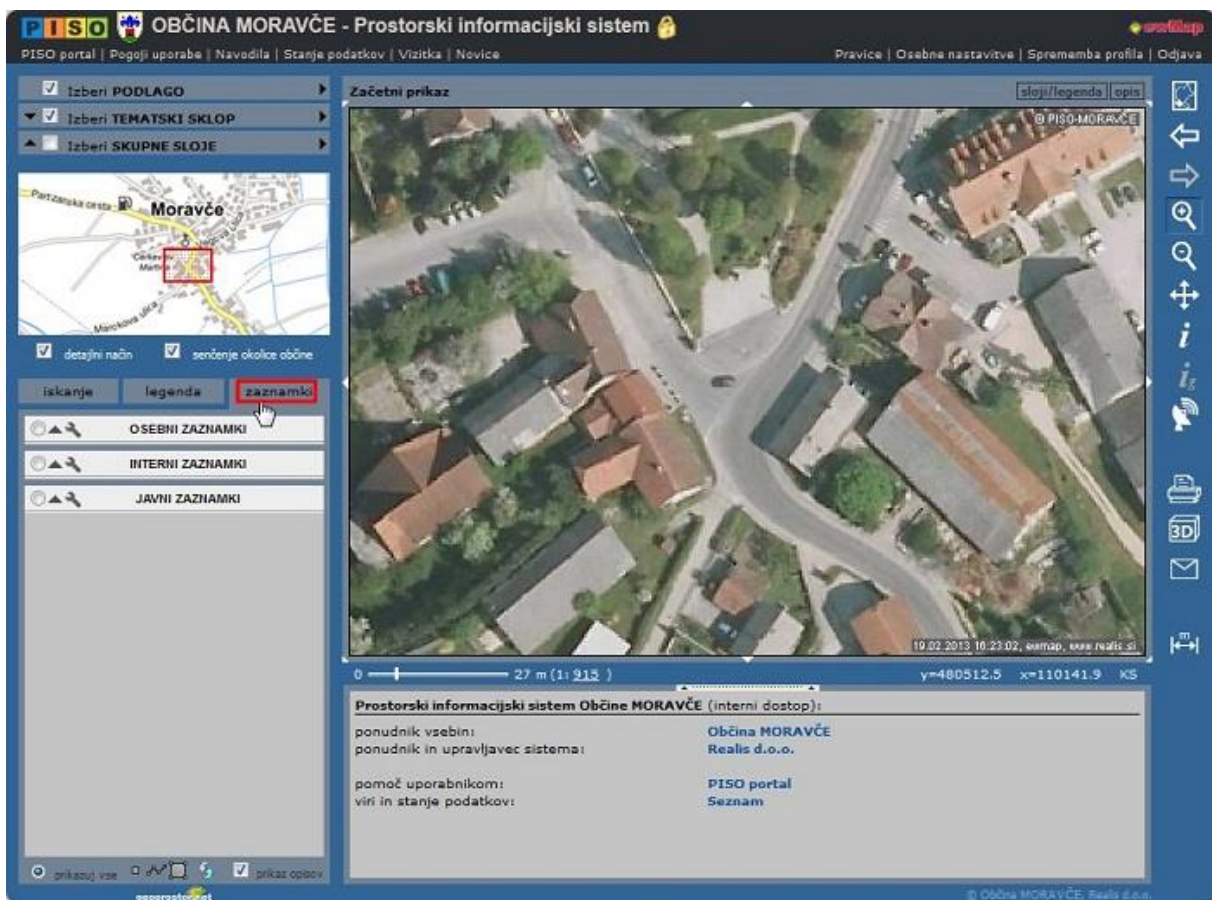 PISO OBČINA MORAVČE - Prostorski informacijski sistem
PISO portal | Pogoji uporabe | Navodila | Stanje podatkov | Vizitka | Novice
Pravice | Osebne nastavitve | Sprememba profila | Odjava
Izberi PODLAGO
Izberi TEMATSKI SKLOP
Izberi SKUPNE SLOJE
Partizanska cesta
Moravče
detajlni način
senčenje okolice občine
iskanje
legenda
zaznamki
OSEBNI ZAZNAMKI
INTERNI ZAZNAMKI
JAVNI ZAZNAMKI
prikazuj vse
prikaz opisov
Začetni prikaz
sloji/legenda
opis
© PISO-MORAVČE
19.02.2013 16:23:02, ewmap, www.realis.si
0
27 m (1: 915 )
y=480512.5 x=110141.9 KS
Prostorski informacijski sistem Občine MORAVČE (interni dostop):
ponudnik vsebin: Občina MORAVČE
ponudnik in upravljavec sistema: Realis d.o.o.
pomoč uporabnikom: PISO portal
viri in stanje podatkov: Seznam
i
i
3D
m
© Občina MORAVČE, Realis d.o.o.